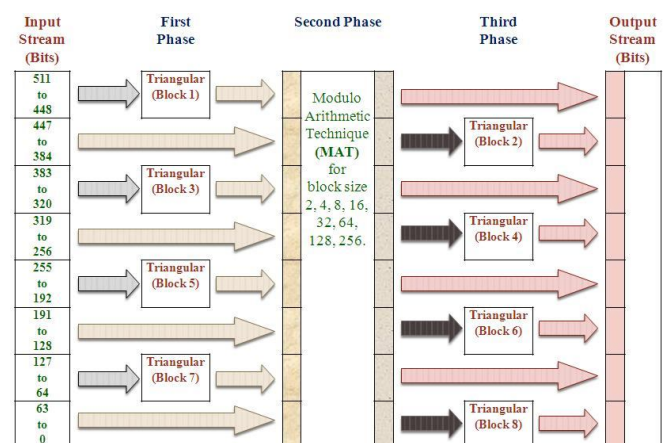 Input
Stream
(Bits)
First
Phase
Second Phase
Third
Phase
Output
Stream
(Bits)
511
to
448
Triangular
(Block 1)
Modulo
Arithmetic
Technique
(MAT)
for
block size
2, 4, 8, 16,
32, 64,
128, 256.
447
to
384
Triangular
(Block 2)
383
to
320
Triangular
(Block 3)
319
to
256
Triangular
(Block 4)
255
to
192
Triangular
(Block 5)
191
to
128
Triangular
(Block 6)
127
to
64
Triangular
(Block 7)
63
to
0
Triangular
(Block 8)